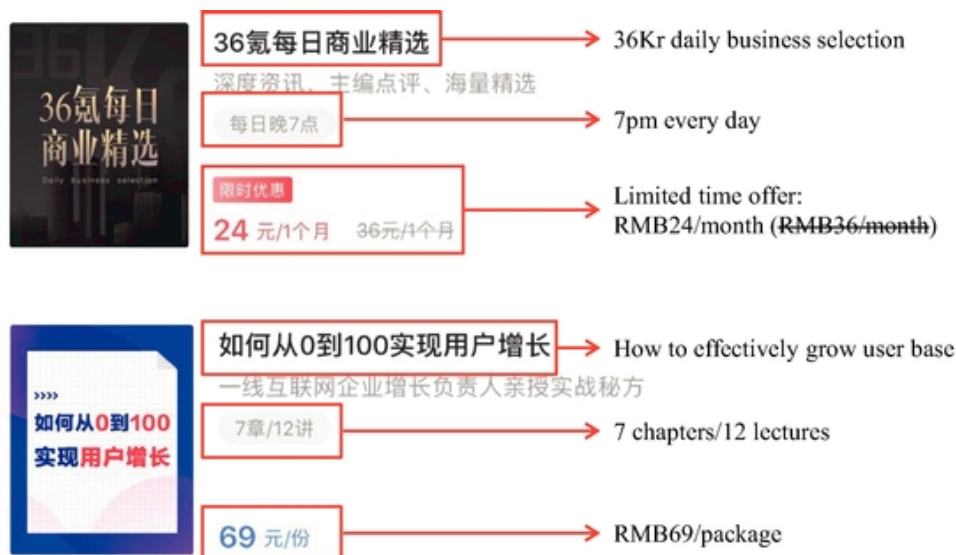 36氪每日
商业精选
Daily business selection
36氪每日商业精选
36Kr daily business selection
深度资讯、主编点评、海量精选
每日晚7点
7pm every day
限时优惠
24 元/1个月 36元/1个月
Limited time offer:
RMB24/month (RMB36/month)
››››
如何从0到100
实现用户增长
如何从0到100实现用户增长
How to effectively grow user base
一线互联网企业增长负责人亲授实战秘方
7章/12讲
7 chapters/12 lectures
69 元/份
RMB69/package